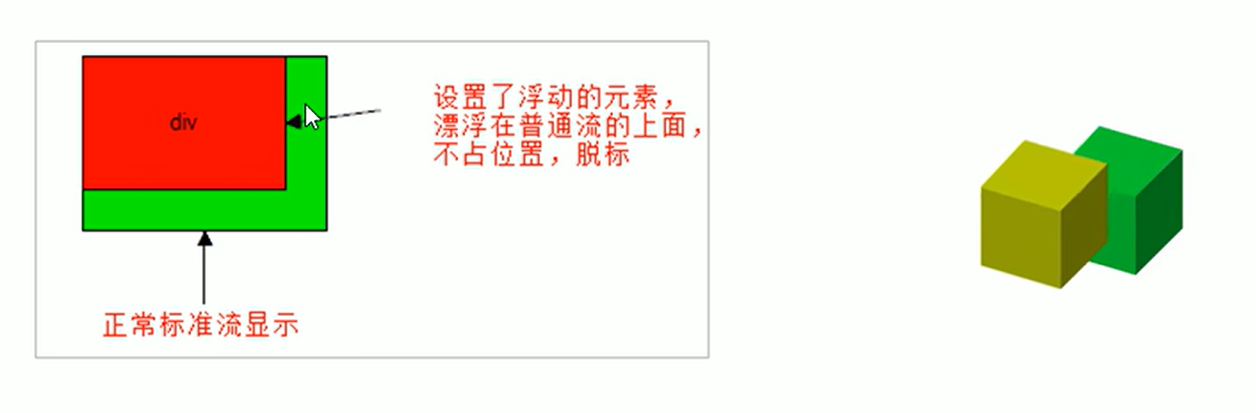 div
设置了浮动的元素，
漂浮在普通流的上面，
不占位置，脱标
正常标准流显示